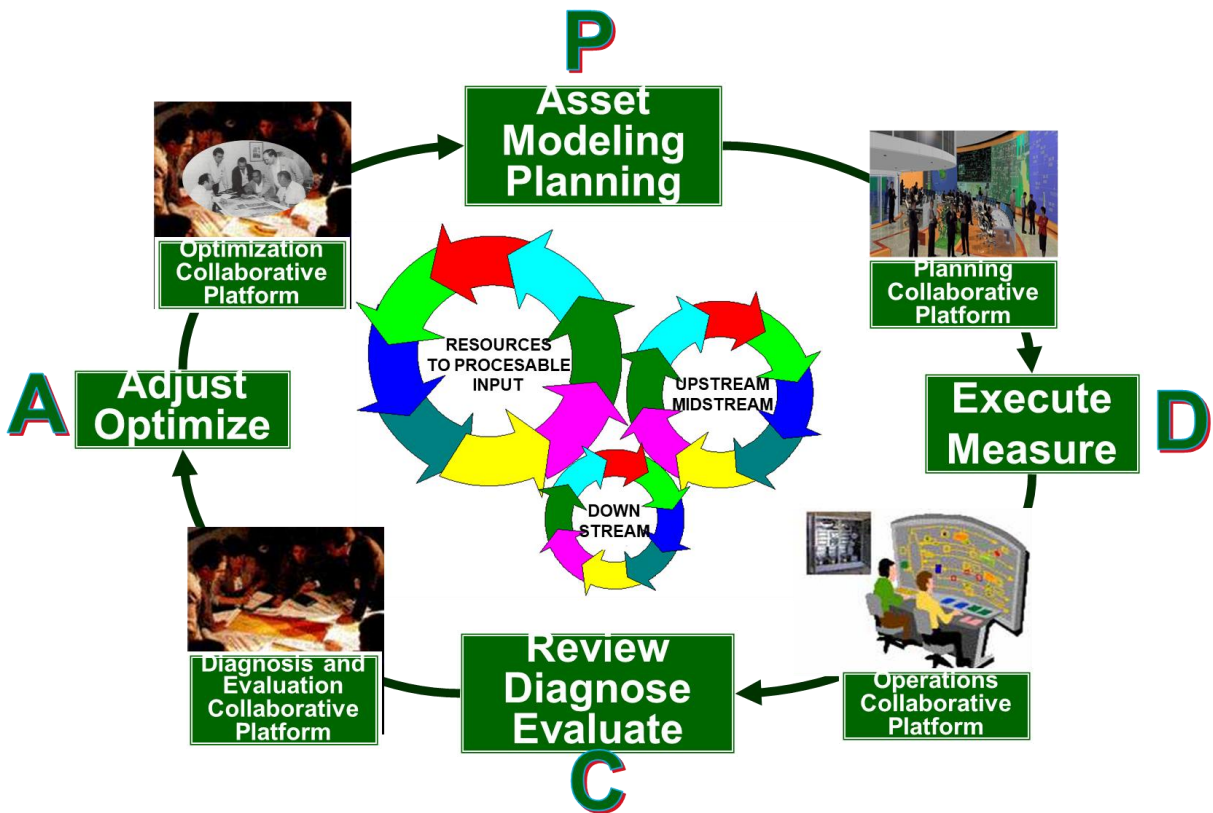 P
Asset
Modeling
Planning
Optimization
Collaborative
Platform
Planning
Collaborative
Platform
RESOURCES
TO PROCESABLE
INPUT
UPSTREAM
MIDSTREAM
A
Adjust
Optimize
Execute
Measure
D
DOWN
STREAM
Diagnosis and
Evaluation
Collaborative
Platform
Review
Diagnose
Evaluate
Operations
Collaborative
Platform
C